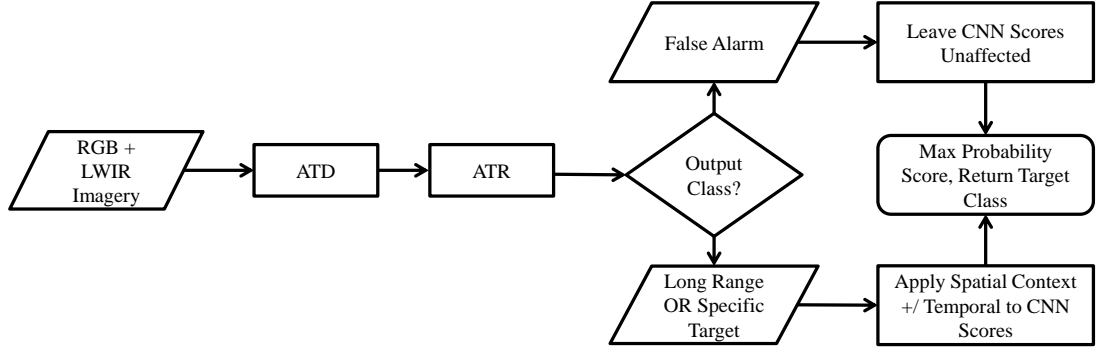 RGB +
LWIR
Imagery
ATD
ATR
Output
Class?
False Alarm
Leave CNN Scores
Unaffected
Max Probability
Score, Return Target
Class
Long Range
OR Specific
Target
Apply Spatial Context
+/ Temporal to CNN
Scores